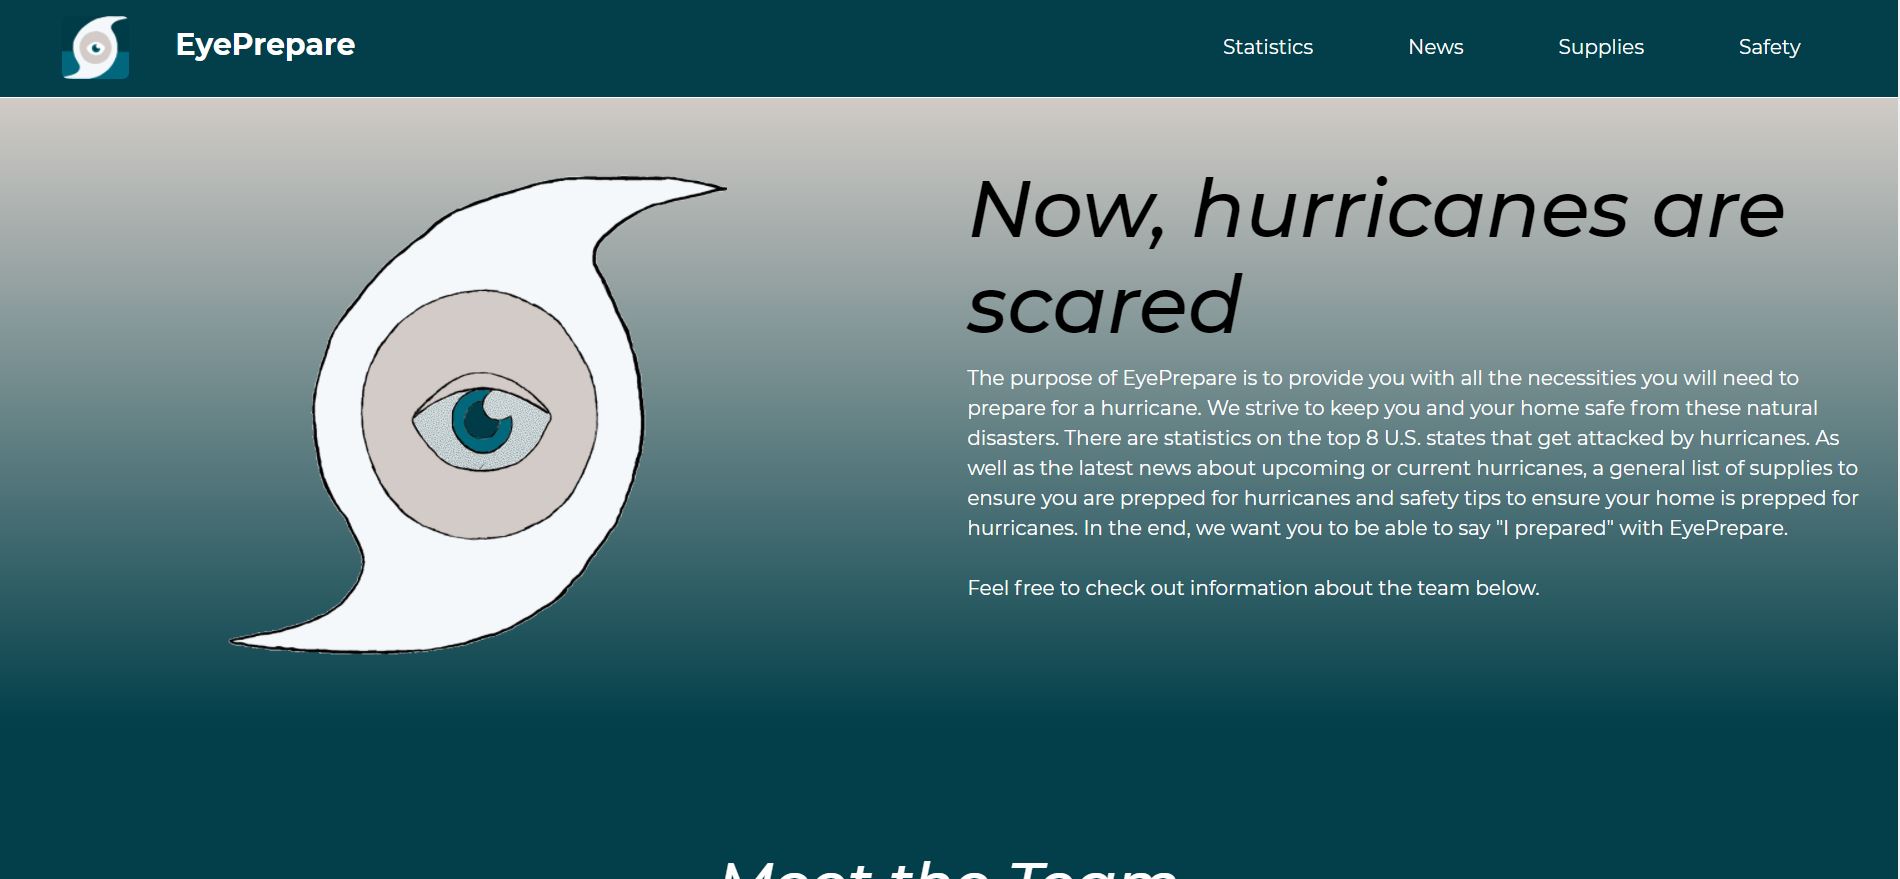 EyePrepare
Statistics
News
Supplies
Safety
Now, hurricanes are
scared
The purpose of EyePrepare is to provide you with all the necessities you will need to
prepare for a hurricane. We strive to keep you and your home safe from these natural
disasters. There are statistics on the top 8 U.S. states that get attacked by hurricanes. As
well as the latest news about upcoming or current hurricanes, a general list of supplies to
ensure you are prepped for hurricanes and safety tips to ensure your home is prepped for
hurricanes. In the end, we want you to be able to say "I prepared" with EyePrepare.
Feel free to check out information about the team below.
Meet the Team